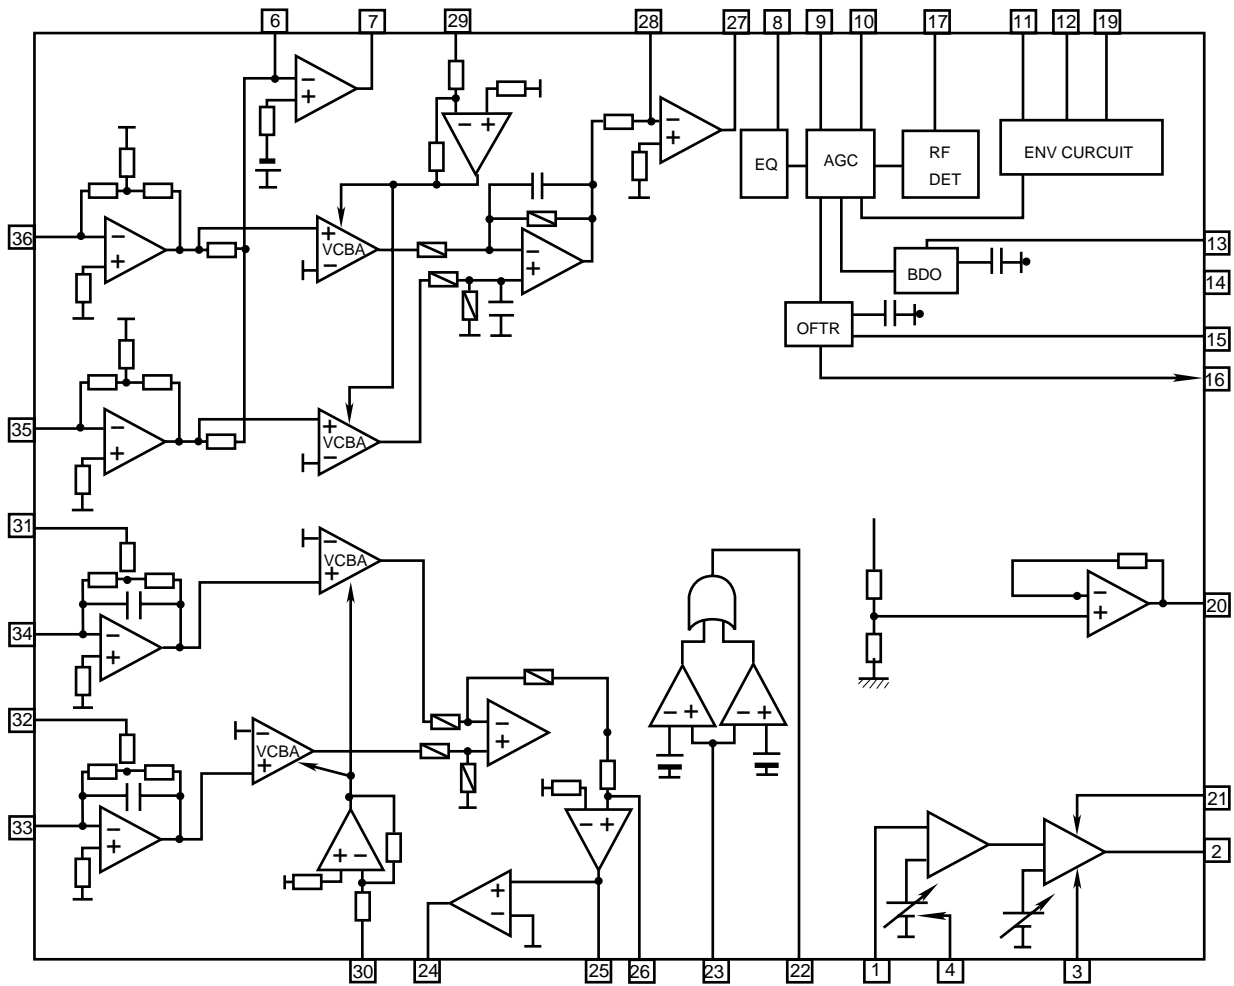 6 7 29 28 27 8 9 10 17 11 12 19
− +
− +
− +
EQ
AGC
RF
DET
ENV CURCUIT
36
− +
+ VCBA −
− +
13
BDO
14
OFTR
15
16
35
− +
+ VCBA −
31
− VCBA +
34
− +
20
− +
32
− VCBA +
− +
− + − +
33
− +
+ −
− +
+ −
21
2
30 24 25 26 23 22 1 4 3